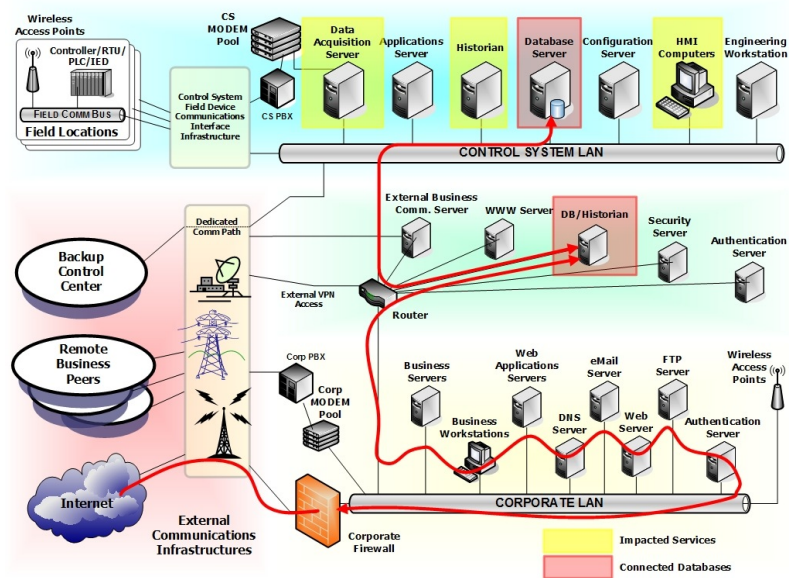 Wireless
Access Points
Controller/RTU/
PLC/IED
FIELD COMM BUS
Field Locations
CS
MODEM
Pool
CS PBX
Control System
Field Device
Communications
Interface
Infrastructure
Data
Acquisition
Server
Applications
Server
Historian
Database
Server
Configuration
Server
HMI
Computers
Engineering
Workstation
CONTROL SYSTEM LAN
Dedicated
Comm Path
Backup
Control
Center
External Business
Comm. Server
WWW Server
DB/Historian
Security
Server
Authentication
Server
External VPN
Access
Router
Remote
Business
Peers
Corp PBX
Corp
MODEM
Pool
Business
Servers
Business
Workstations
Web
Applications
Servers
DNS
Server
eMail
Server
Web
Server
FTP
Server
Authentication
Server
Wireless
Access
Points
Internet
External
Communications
Infrastructures
Corporate
Firewall
CORPORATE LAN
Impacted Services
Connected Databases